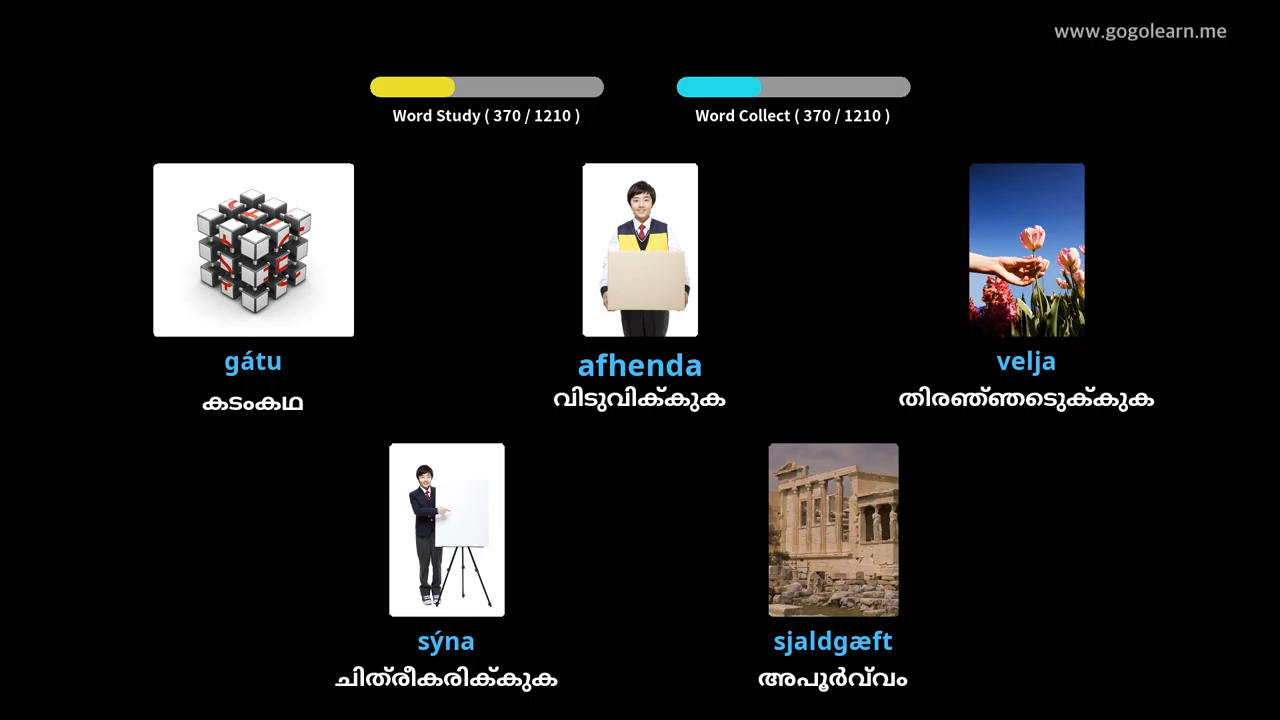 www.gogolearn.me
Word Study ( 370 / 1210 )
Word Collect ( 370 / 1210 )
gátu
afhenda
velja
കടംകഥ
വിടുവിക്കുക
തിരഞ്ഞടെുക്കുക
sýna
sjaldgæft
ചിത്രീകരിക്കുക
അപൂർവ്വം